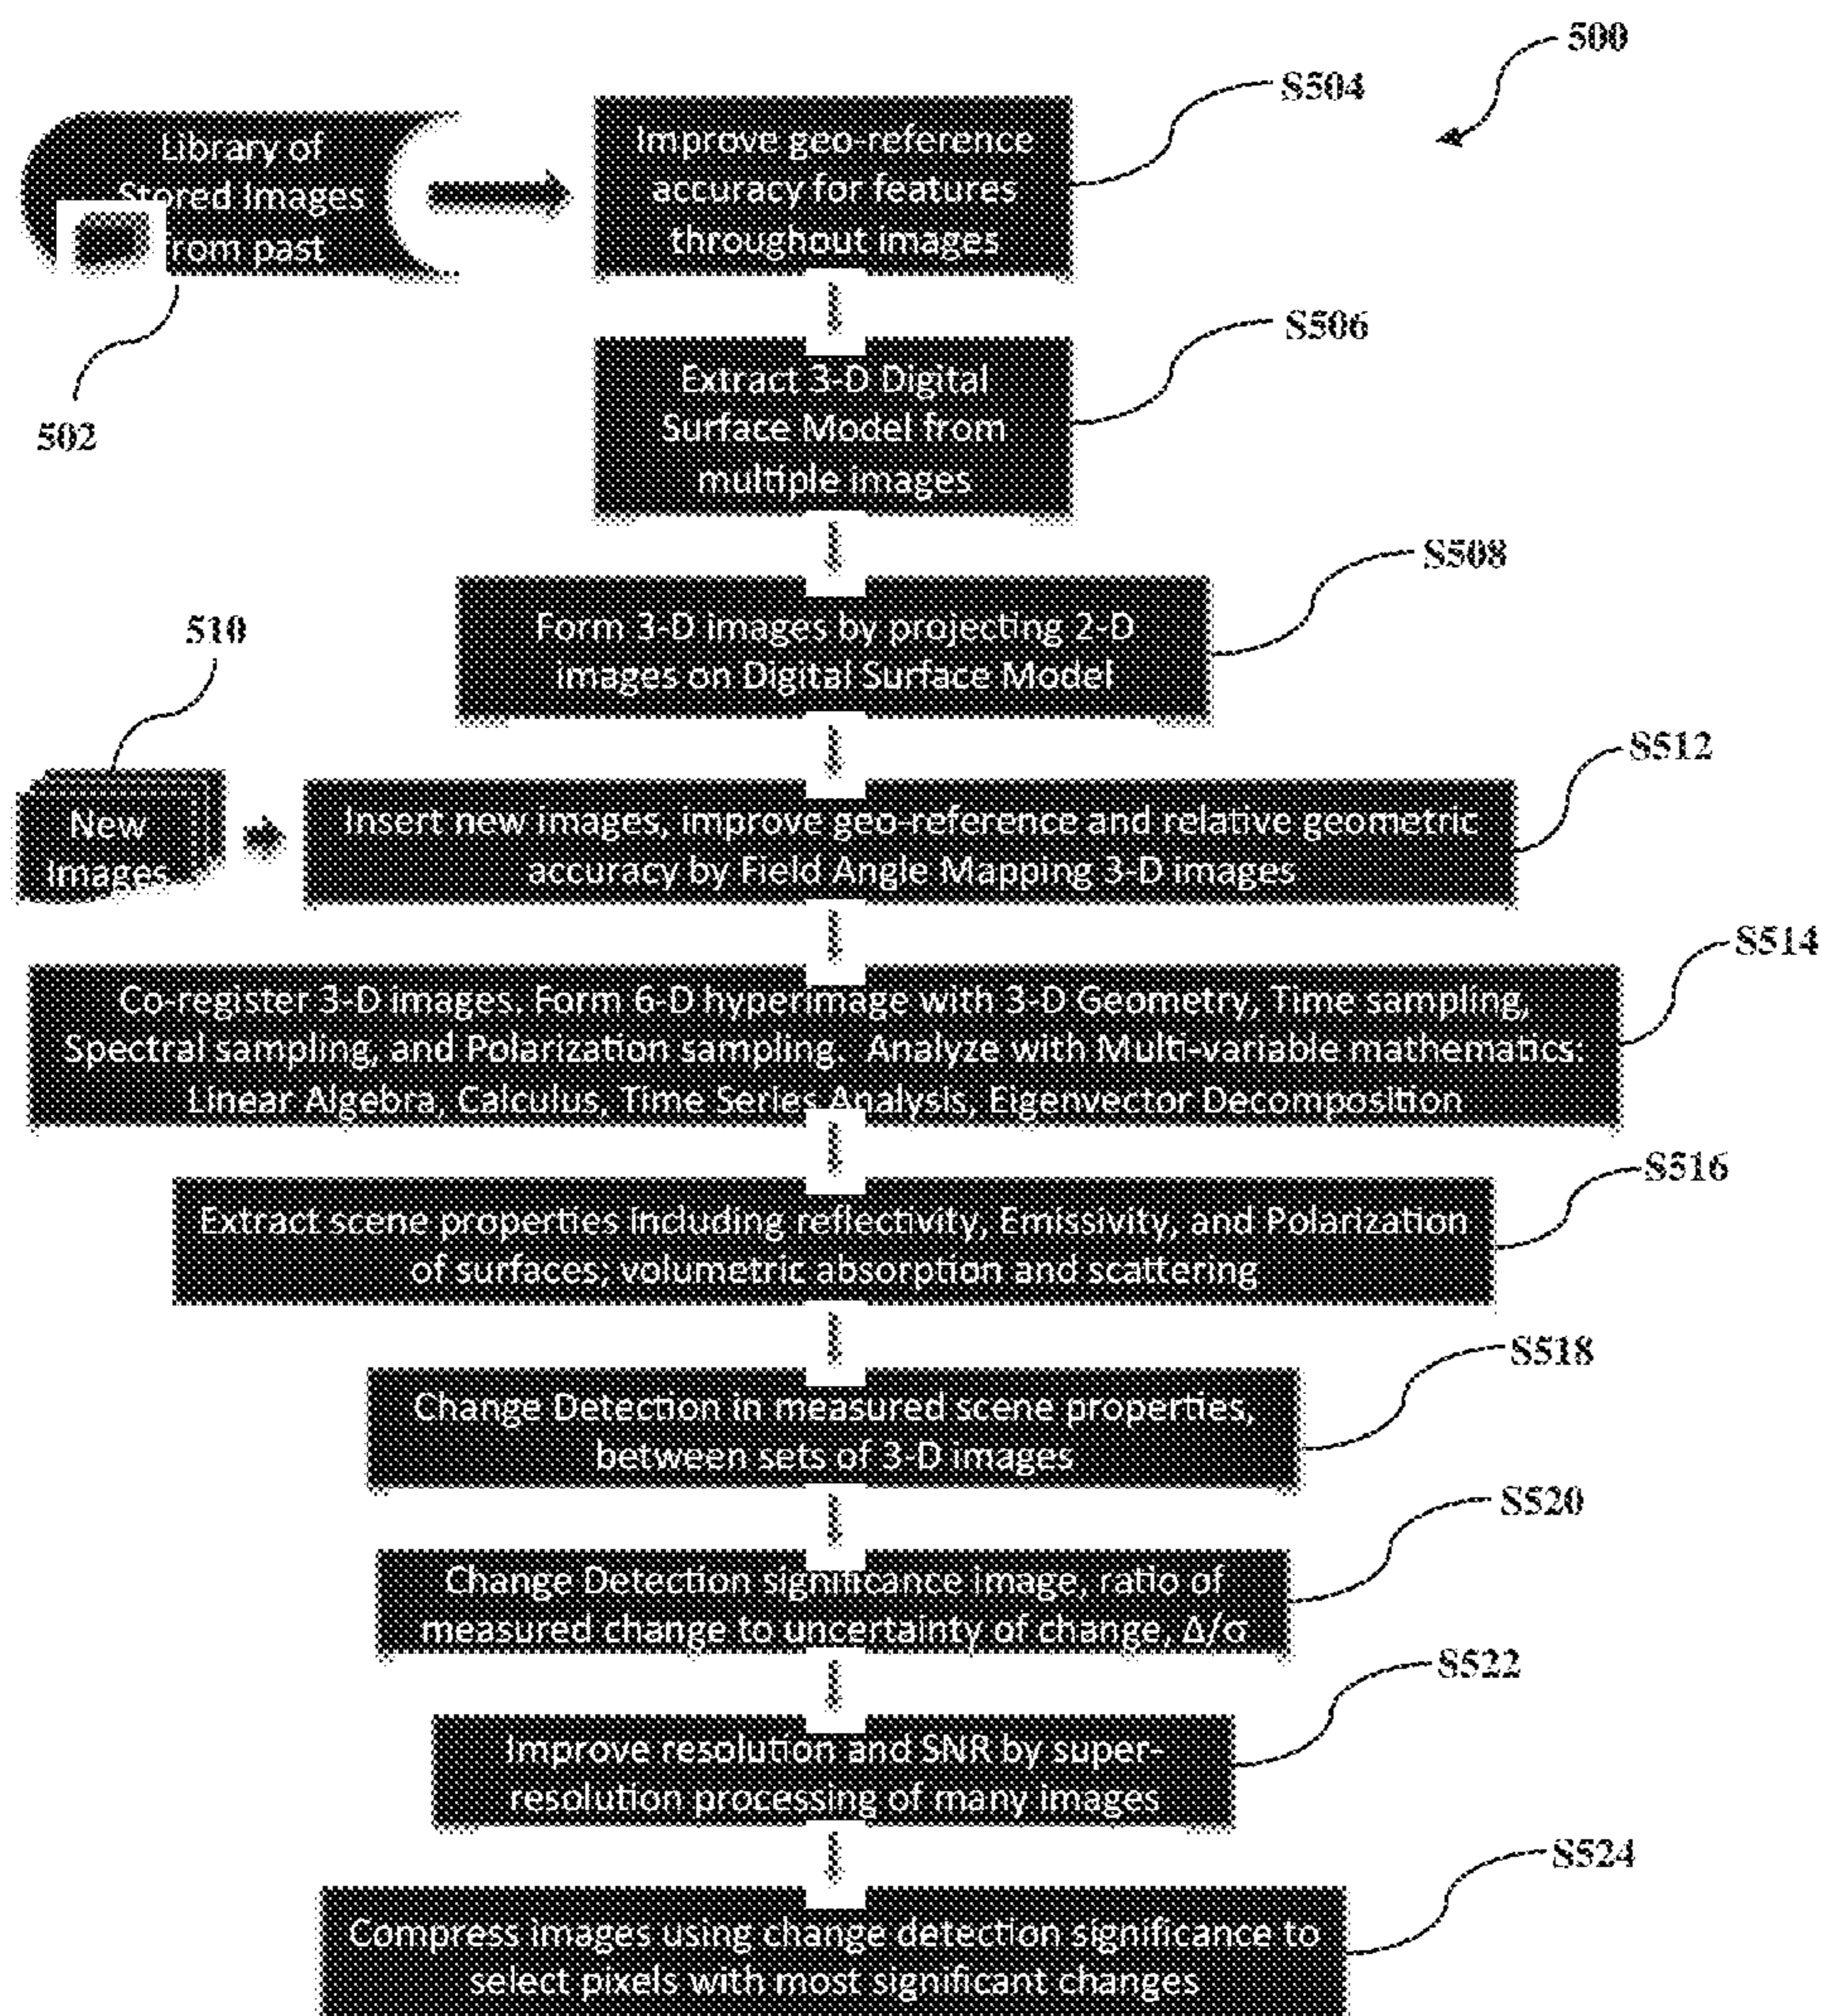 500
S504
Library of
Stored Images
from past
Improve geo-reference
accuracy for features
throughout images
502
S506
Extract 3-D Digital
Surface Model from
multiple images
S508
Form 3-D images by projecting 2-D
images on Digital Surface Model
510
New
Images
S512
Insert new images, improve geo-reference and relative geometric
accuracy by Field Angle Mapping 3-D images
S514
Co-register 3-D images. Form 6-D hyperimage with 3-D Geometry, Time sampling,
Spectral sampling, and Polarization sampling. Analyze with Multi-variable mathematics:
Linear Algebra, Calculus, Time Series Analysis, Eigenvector Decomposition
S516
Extract scene properties including reflectivity, Emissivity, and Polarization
of surfaces; volumetric absorption and scattering
S518
Change Detection in measured scene properties,
between sets of 3-D images
S520
Change Detection significance image, ratio of
measured change to uncertainty of change, Δ/σ
S522
Improve resolution and SNR by super-
resolution processing of many images
S524
Compress images using change detection significance to
select pixels with most significant changes